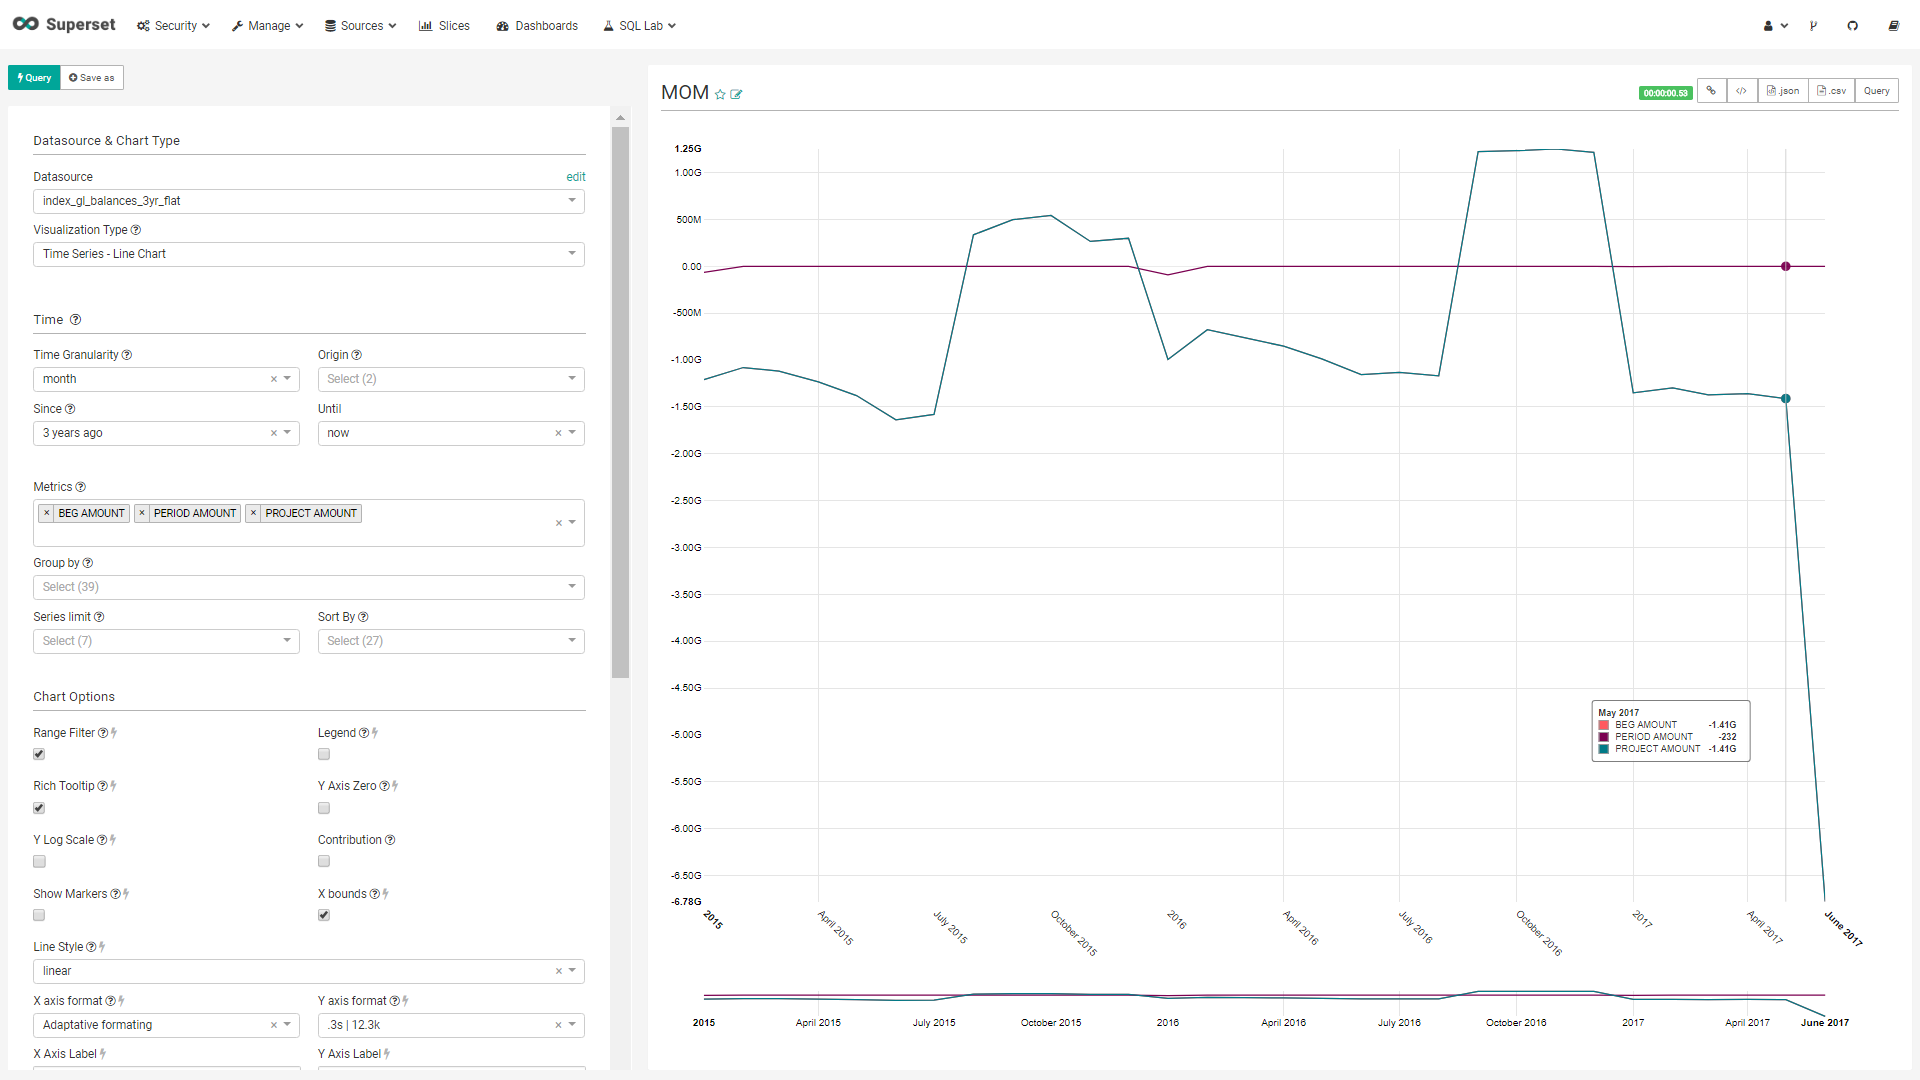 Superset Security Manage Sources Slices Dashboards SQL Lab
Query Save as
Datasource & Chart Type
Datasource edit
index_gl_balances_3yr_flat
Visualization Type
Time Series - Line Chart
Time
Time Granularity Origin
month × Select (2)
Since Until
3 years ago × now ×
Metrics
× BEG AMOUNT × PERIOD AMOUNT × PROJECT AMOUNT ×
Group by
Select (39)
Series limit Sort By
Select (7) Select (27)
Chart Options
Range Filter Legend
Rich Tooltip Y Axis Zero
Y Log Scale Contribution
Show Markers X bounds
Line Style
linear ×
X axis format Y axis format
Adaptative formating × .3s | 12.3k ×
X Axis Label Y Axis Label
MOM 00:00:00.53 .json .csv Query
1.25G
1.00G
500M
0.00
-500M
-1.00G
-1.50G
-2.00G
-2.50G
-3.00G
-3.50G
-4.00G
-4.50G
-5.00G
-5.50G
-6.00G
-6.50G
-6.78G
May 2017
BEG AMOUNT -1.41G
PERIOD AMOUNT -232
PROJECT AMOUNT -1.41G
2015 April 2015 July 2015 October 2015 2016 April 2016 July 2016 October 2016 2017 April 2017 June 2017
2015 April 2015 July 2015 October 2015 2016 April 2016 July 2016 October 2016 2017 April 2017 June 2017